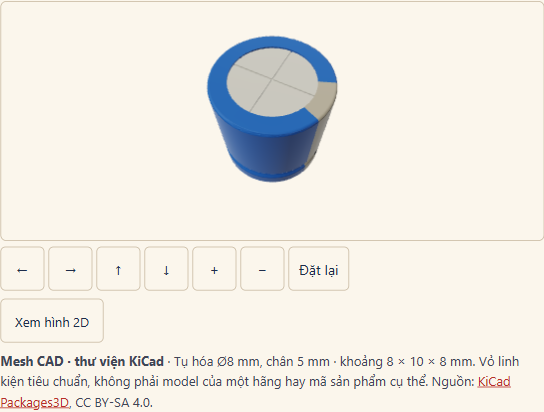 ← → ↑ ↓ + − Đặt lại
Xem hình 2D
Mesh CAD · thư viện KiCad · Tụ hóa Ø8 mm, chân 5 mm · khoảng 8 × 10 × 8 mm. Vỏ linh
kiện tiêu chuẩn, không phải model của một hãng hay mã sản phẩm cụ thể. Nguồn: KiCad
Packages3D, CC BY-SA 4.0.